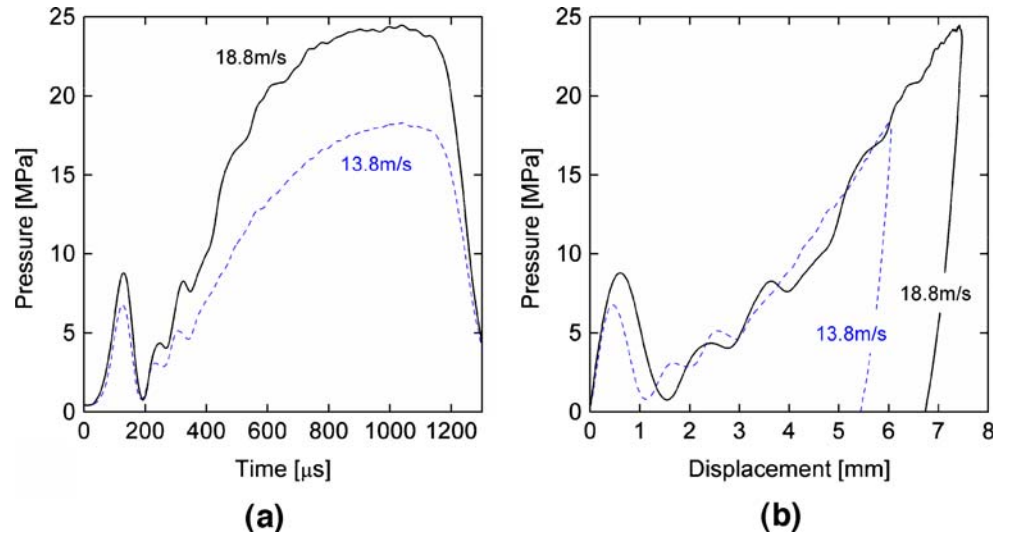 25
20
15
10
5
0
Pressure [MPa]
18.8m/s
13.8m/s
0 200 400 600 800 1000 1200
Time [μs]
(a)
25
20
15
10
5
0
Pressure [MPa]
18.8m/s
13.8m/s
0 1 2 3 4 5 6 7 8
Displacement [mm]
(b)